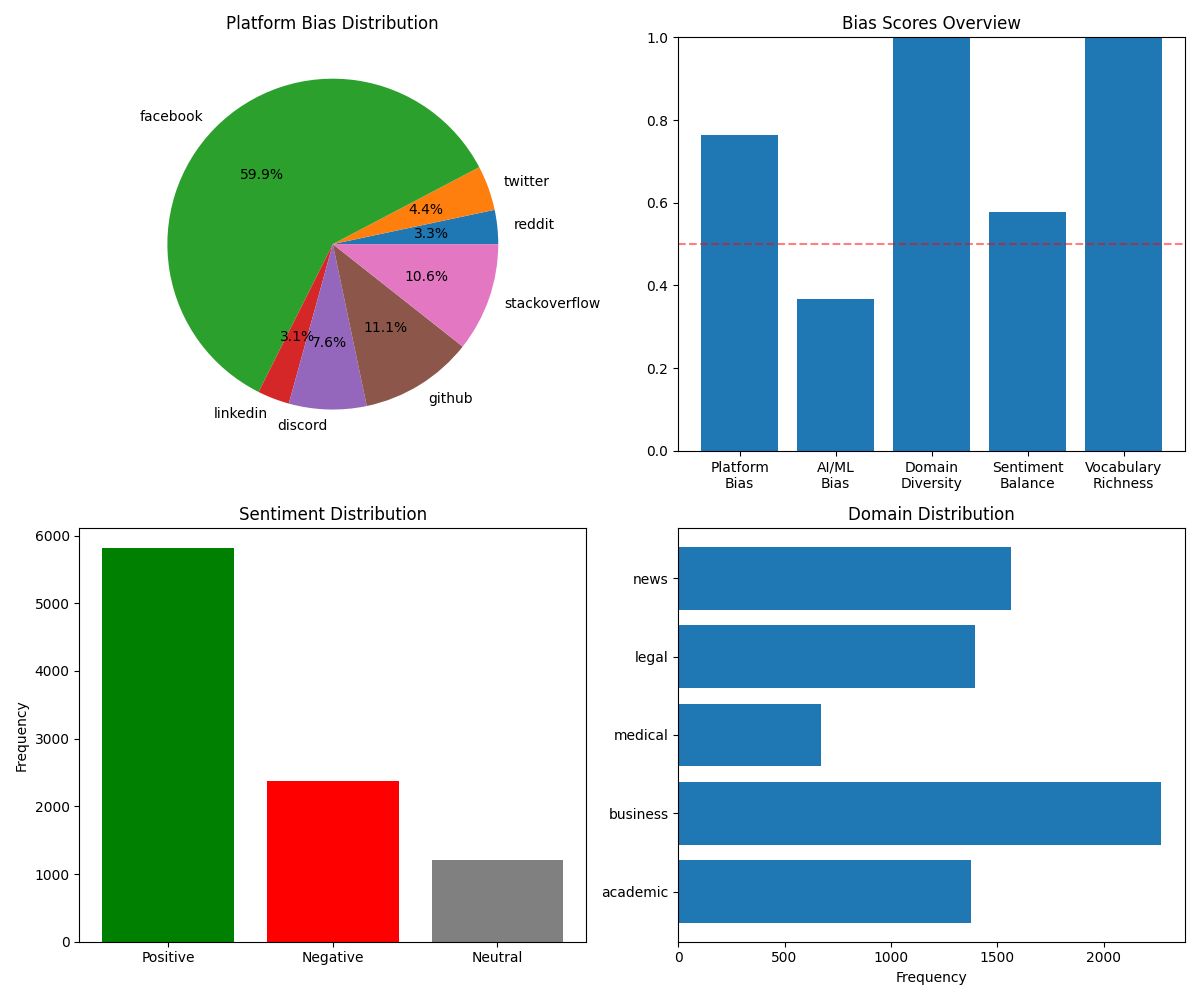 Platform Bias Distribution
facebook
twitter
reddit
stackoverflow
github
discord
linkedin
59.9%
4.4%
3.3%
10.6%
11.1%
7.6%
3.1%
Bias Scores Overview
1.0
0.8
0.6
0.4
0.2
0.0
Platform
Bias
AI/ML
Bias
Domain
Diversity
Sentiment
Balance
Vocabulary
Richness
Sentiment Distribution
Frequency
6000
5000
4000
3000
2000
1000
0
Positive
Negative
Neutral
Domain Distribution
news
legal
medical
business
academic
0
500
1000
1500
2000
Frequency